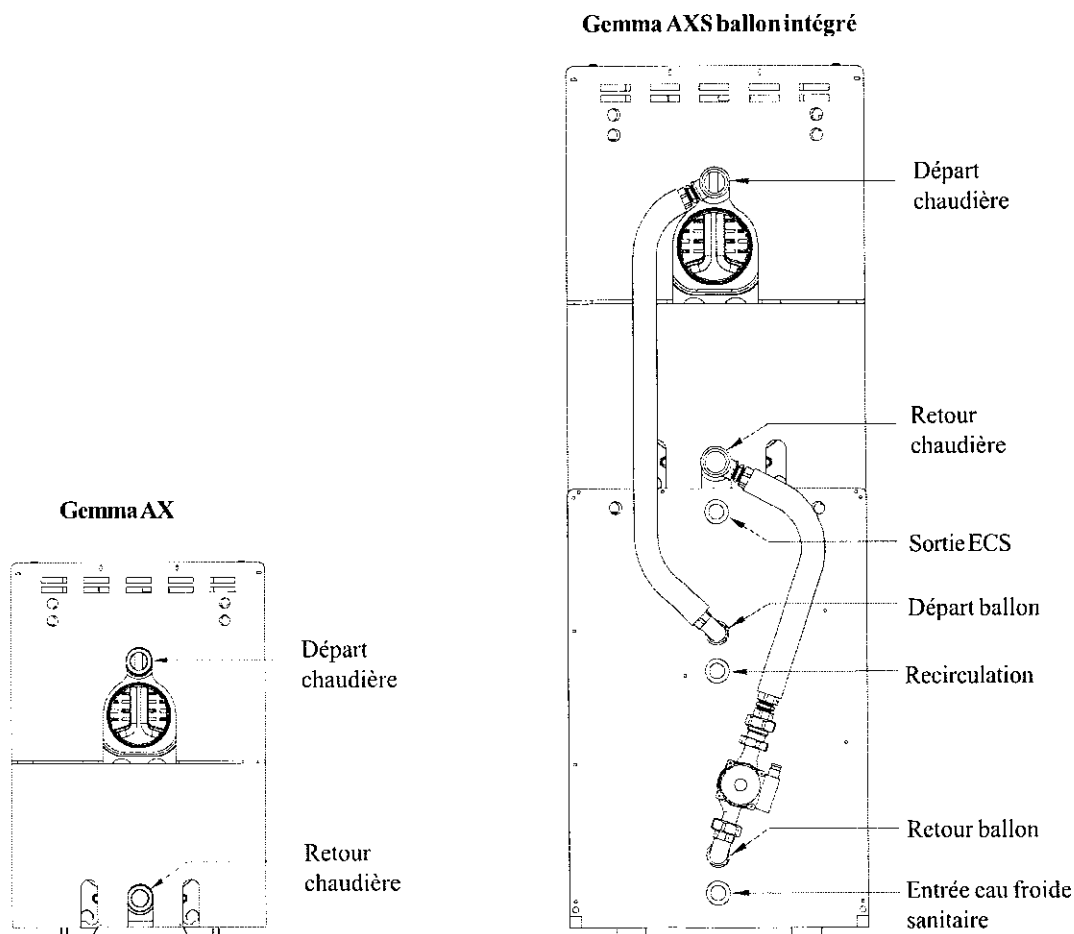 Gemma AXS ballon intégré
Départ
chaudière
Retour
chaudière
Sortie ECS
Départ ballon
Recirculation
Retour ballon
Entrée cau froide
sanitaire
Gemma AX
Départ
chaudière
Retour
chaudière